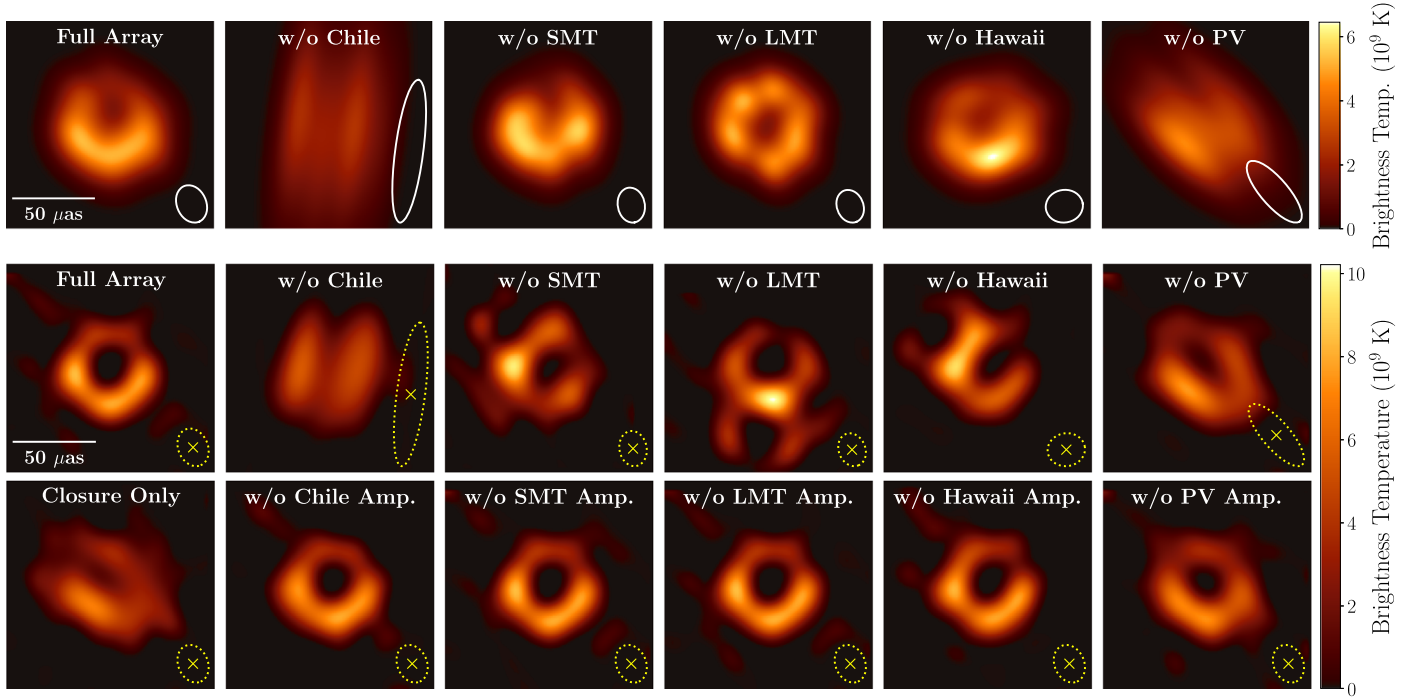 Full Array
w/o Chile
w/o SMT
w/o LMT
w/o Hawaii
w/o PV
50 μas
6
4
2
0
Brightness Temp. (10⁹ K)
Full Array
w/o Chile
w/o SMT
w/o LMT
w/o Hawaii
w/o PV
50 μas
Closure Only
w/o Chile Amp.
w/o SMT Amp.
w/o LMT Amp.
w/o Hawaii Amp.
w/o PV Amp.
10
8
6
4
2
0
Brightness Temperature (10⁹ K)